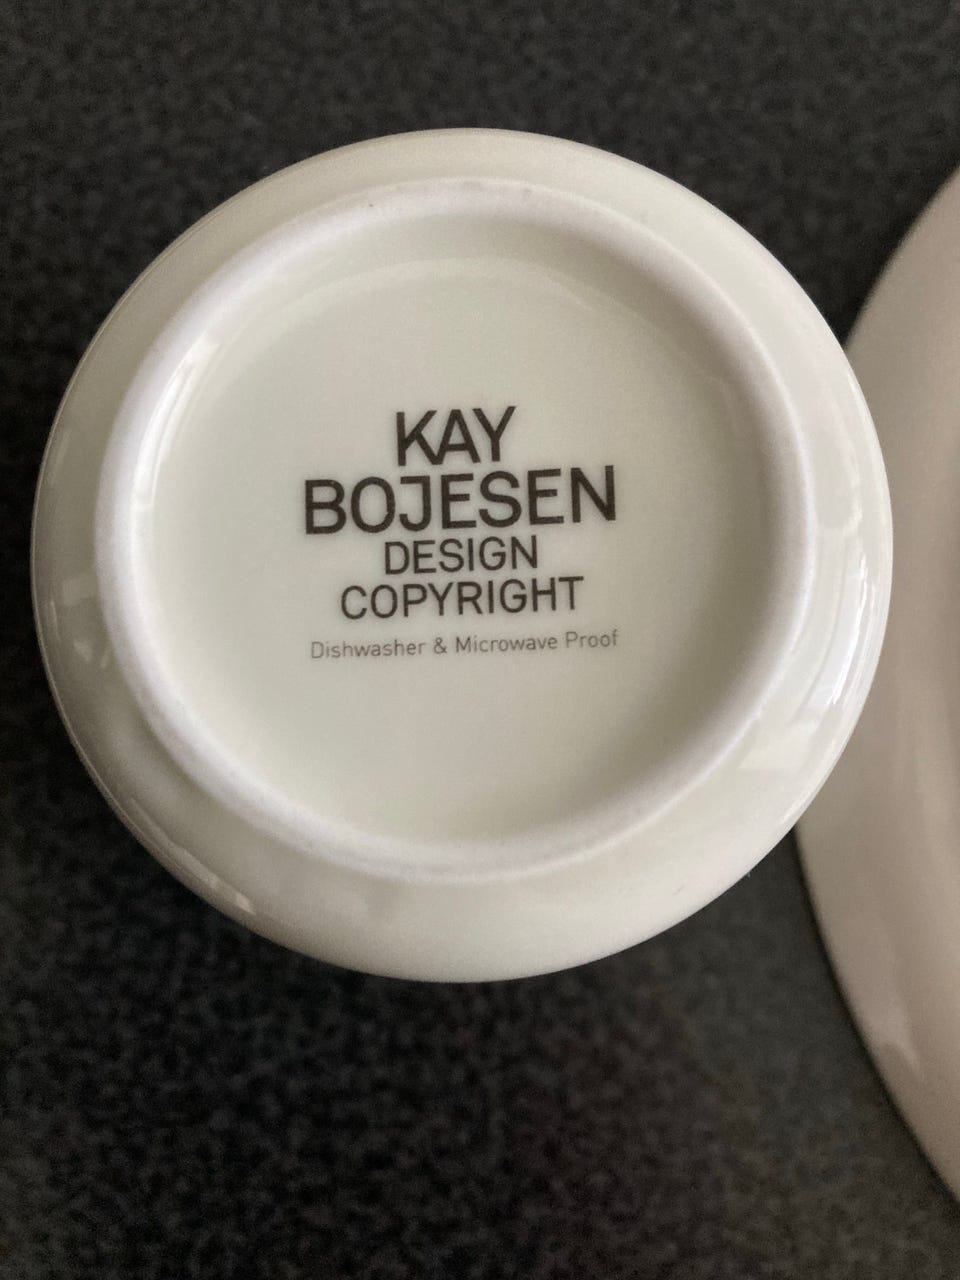 KAY
BOJESEN
DESIGN
COPYRIGHT
Dishwasher & Microwave Proof